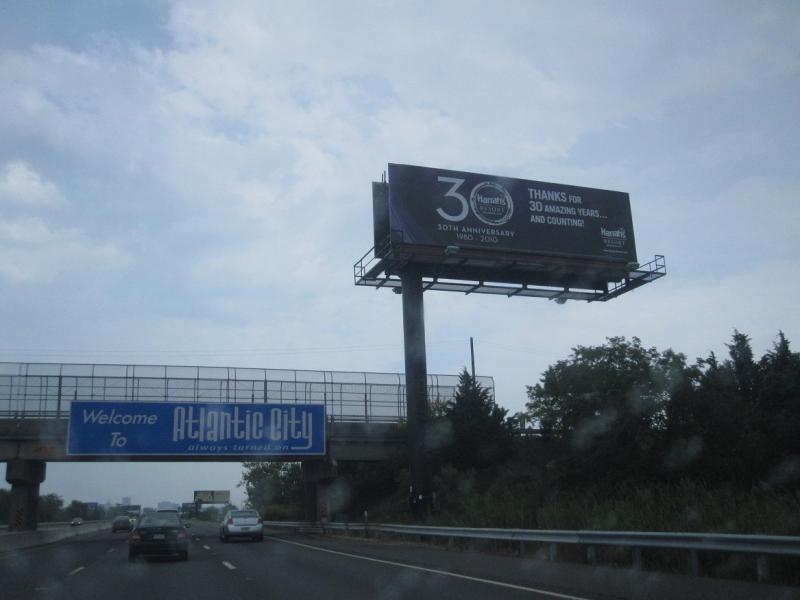 30
Harrah's
RESORT
30TH ANNIVERSARY
1980 - 2010
THANKS FOR
30 AMAZING YEARS...
AND COUNTING!
Harrah's
RESORT
Welcome
To
Atlantic City
always turned on